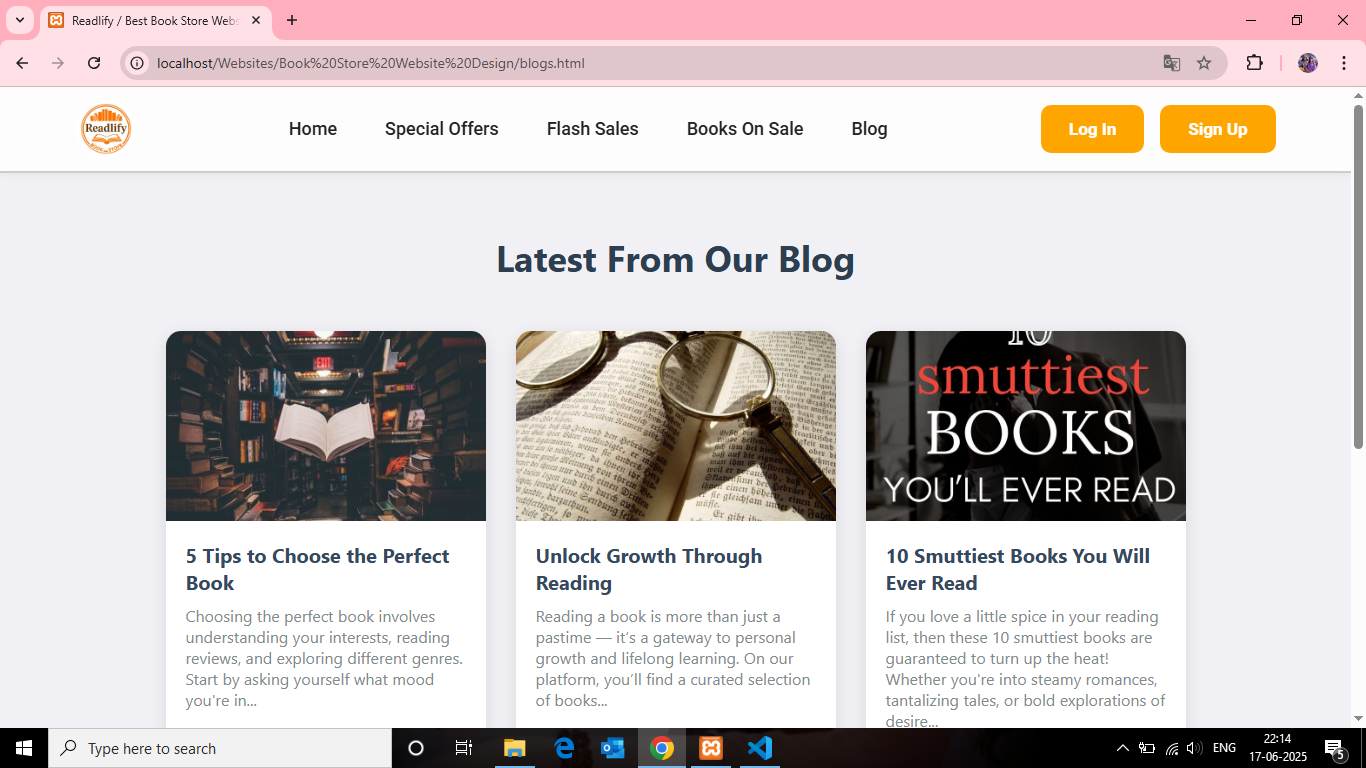 Readlify / Best Book Store Webs
localhost/Websites/Book%20Store%20Website%20Design/blogs.html
Readlify
BOOK STORE
Home
Special Offers
Flash Sales
Books On Sale
Blog
Log In
Sign Up
Latest From Our Blog
EXIT
10
smuttiest
BOOKS
YOU'LL EVER READ
5 Tips to Choose the Perfect
Book
Choosing the perfect book involves
understanding your interests, reading
reviews, and exploring different genres.
Start by asking yourself what mood
you're in...
Unlock Growth Through
Reading
Reading a book is more than just a
pastime — it’s a gateway to personal
growth and lifelong learning. On our
platform, you’ll find a curated selection
of books...
10 Smuttiest Books You Will
Ever Read
If you love a little spice in your reading
list, then these 10 smuttiest books are
guaranteed to turn up the heat!
Whether you're into steamy romances,
tantalizing tales, or bold explorations of
desire...
Type here to search
ENG
22:14
17-06-2025
5